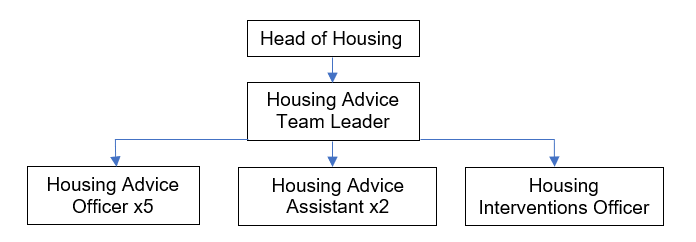 Head of Housing
Housing Advice
Team Leader
Housing Advice
Officer x5
Housing Advice
Assistant x2
Housing
Interventions Officer